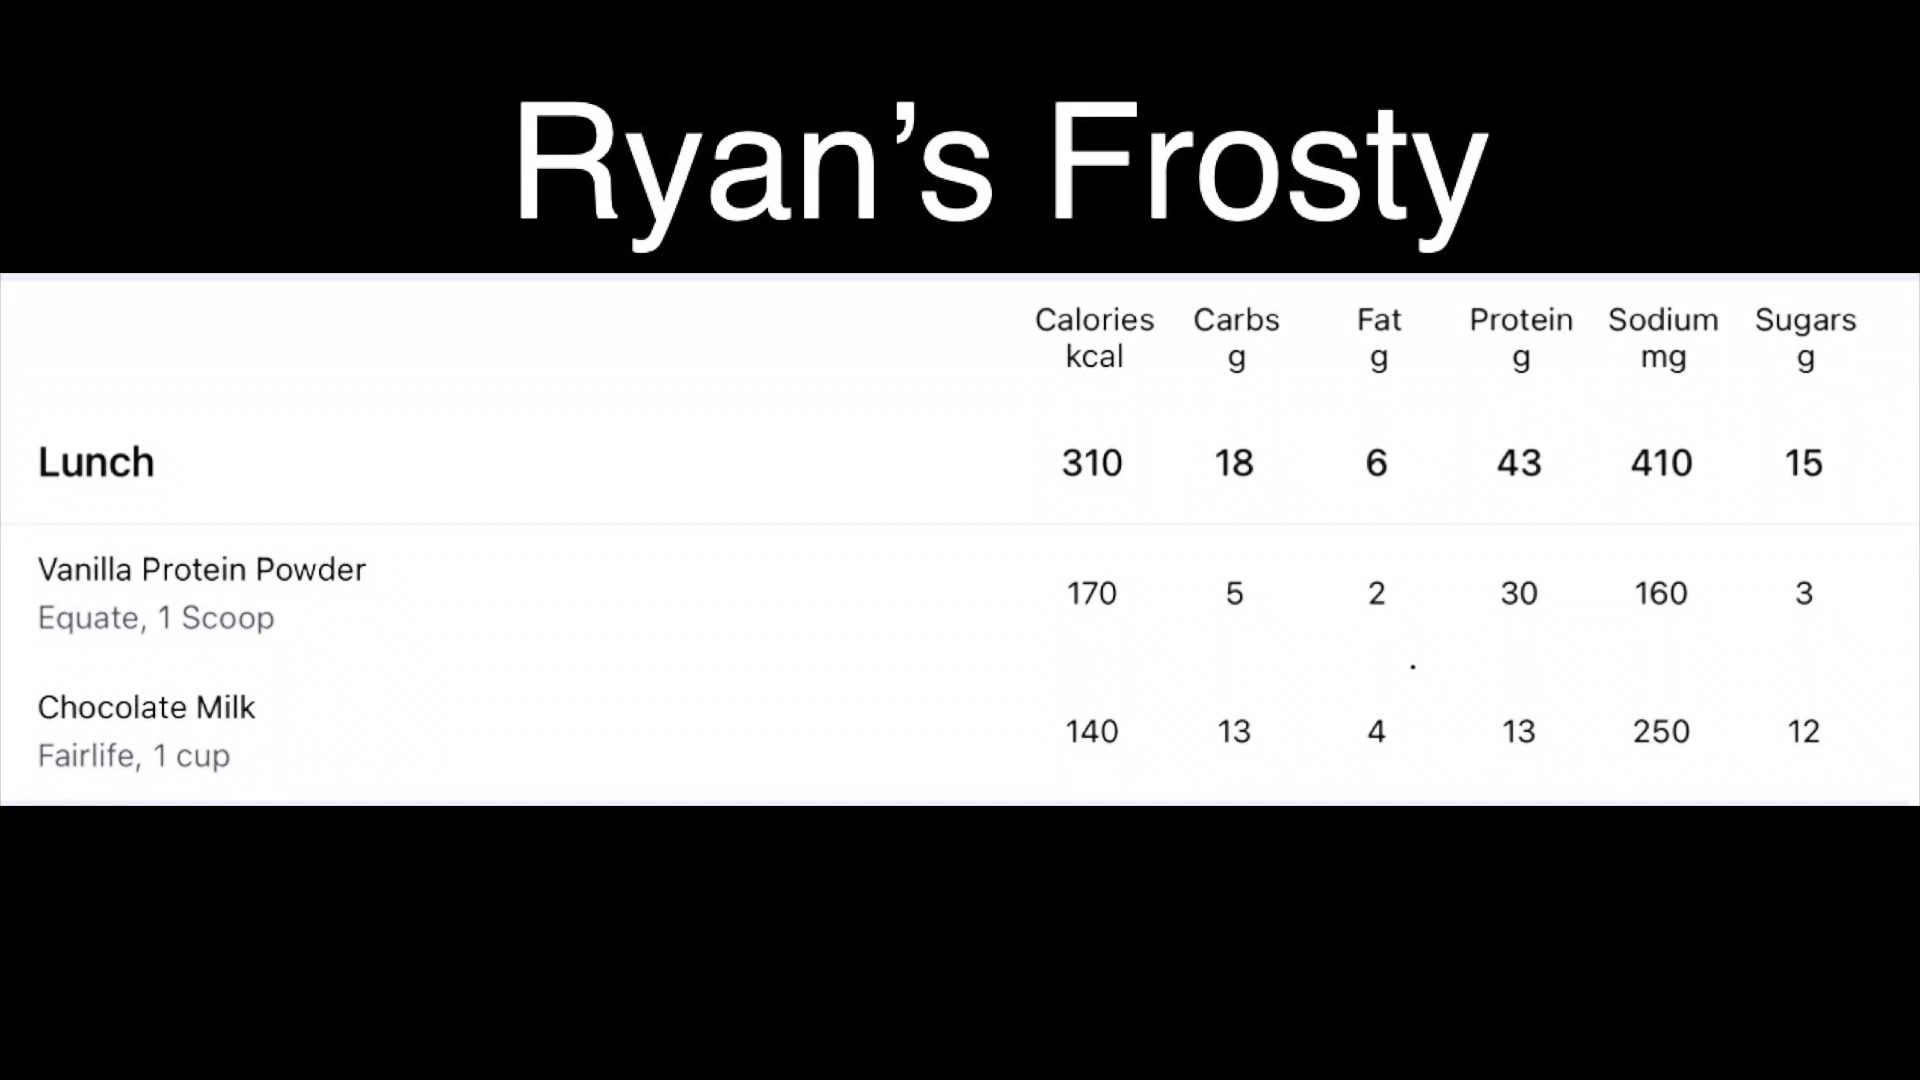 Ryan’s Frosty
Calories Carbs Fat Protein Sodium Sugars
kcal g g g mg g
Lunch 310 18 6 43 410 15
Vanilla Protein Powder
Equate, 1 Scoop
170 5 2 30 160 3
Chocolate Milk
Fairlife, 1 cup
140 13 4 13 250 12